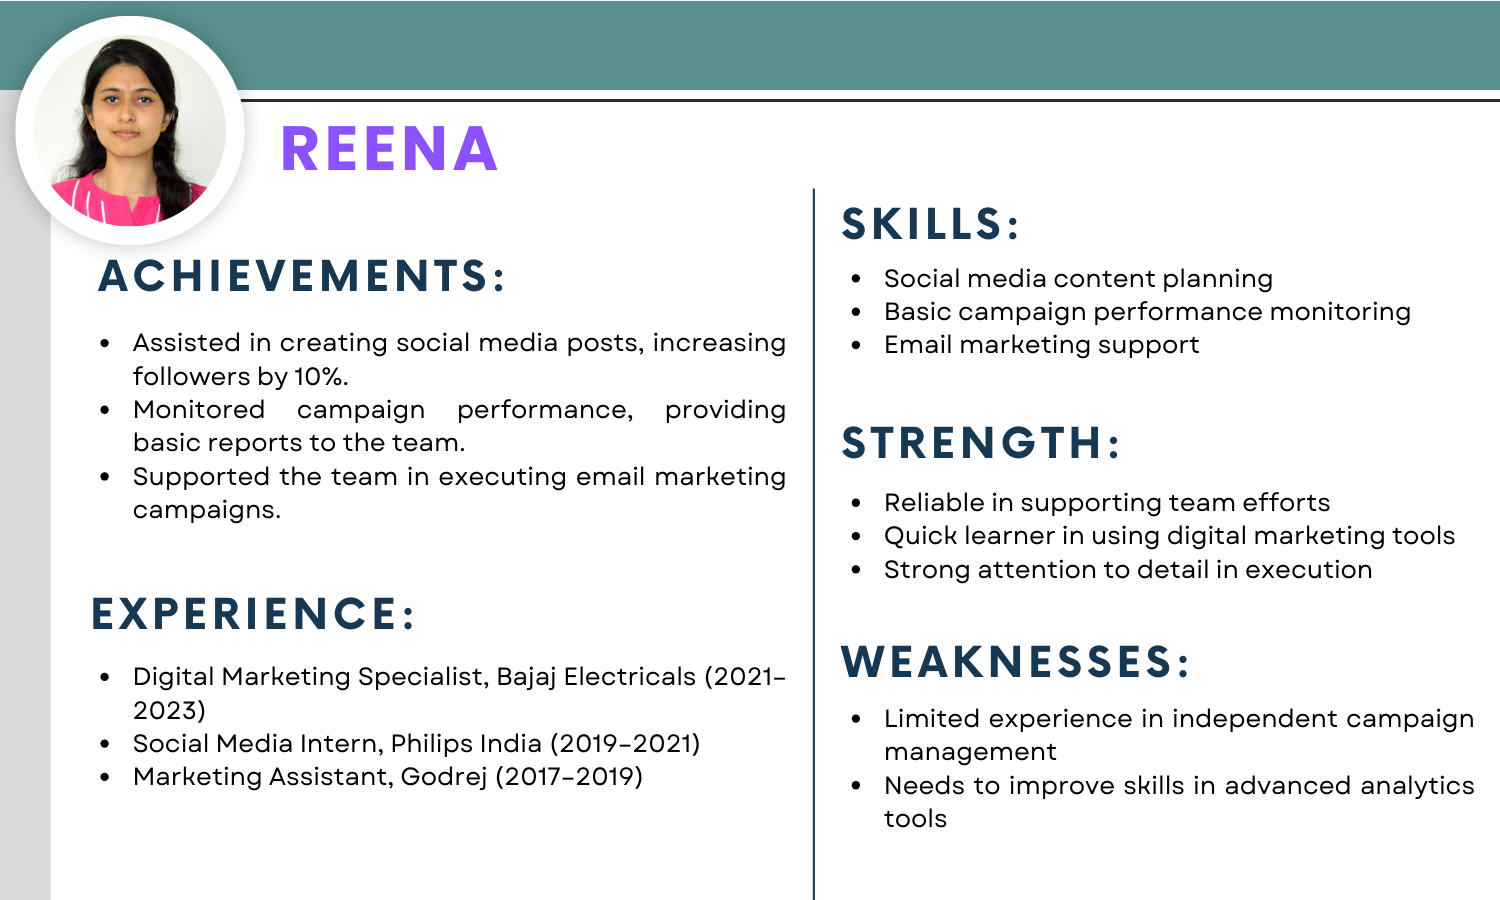 REENA
ACHIEVEMENTS:
• Assisted in creating social media posts, increasing
followers by 10%.
• Monitored campaign performance, providing
basic reports to the team.
• Supported the team in executing email marketing
campaigns.
EXPERIENCE:
• Digital Marketing Specialist, Bajaj Electricals (2021–
2023)
• Social Media Intern, Philips India (2019–2021)
• Marketing Assistant, Godrej (2017–2019)
SKILLS:
• Social media content planning
• Basic campaign performance monitoring
• Email marketing support
STRENGTH:
• Reliable in supporting team efforts
• Quick learner in using digital marketing tools
• Strong attention to detail in execution
WEAKNESSES:
• Limited experience in independent campaign
management
• Needs to improve skills in advanced analytics
tools